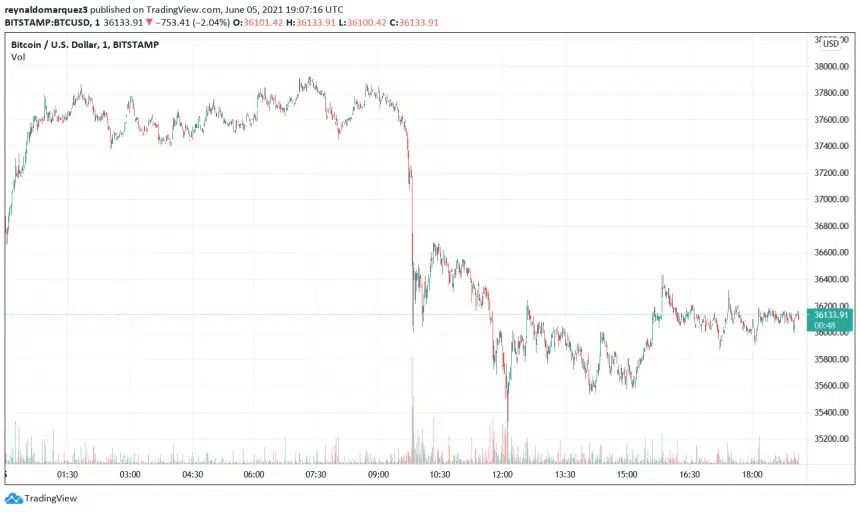 reynaldomarquez3 published on TradingView.com, June 05, 2021 19:07:16 UTC
BITSTAMP:BTCUSD, 1 36133.91 ▼ −753.41 (−2.04%) O:36101.42 H:36133.91 L:36100.42 C:36133.91
Bitcoin / U.S. Dollar, 1, BITSTAMP
Vol
USD
38000.00
37800.00
37600.00
37400.00
37200.00
37000.00
36800.00
36600.00
36400.00
36200.00
36133.91
00:48
36000.00
35800.00
35600.00
35400.00
35200.00
01:30 03:00 04:30 06:00 07:30 09:00 10:30 12:00 13:30 15:00 16:30 18:00
TradingView